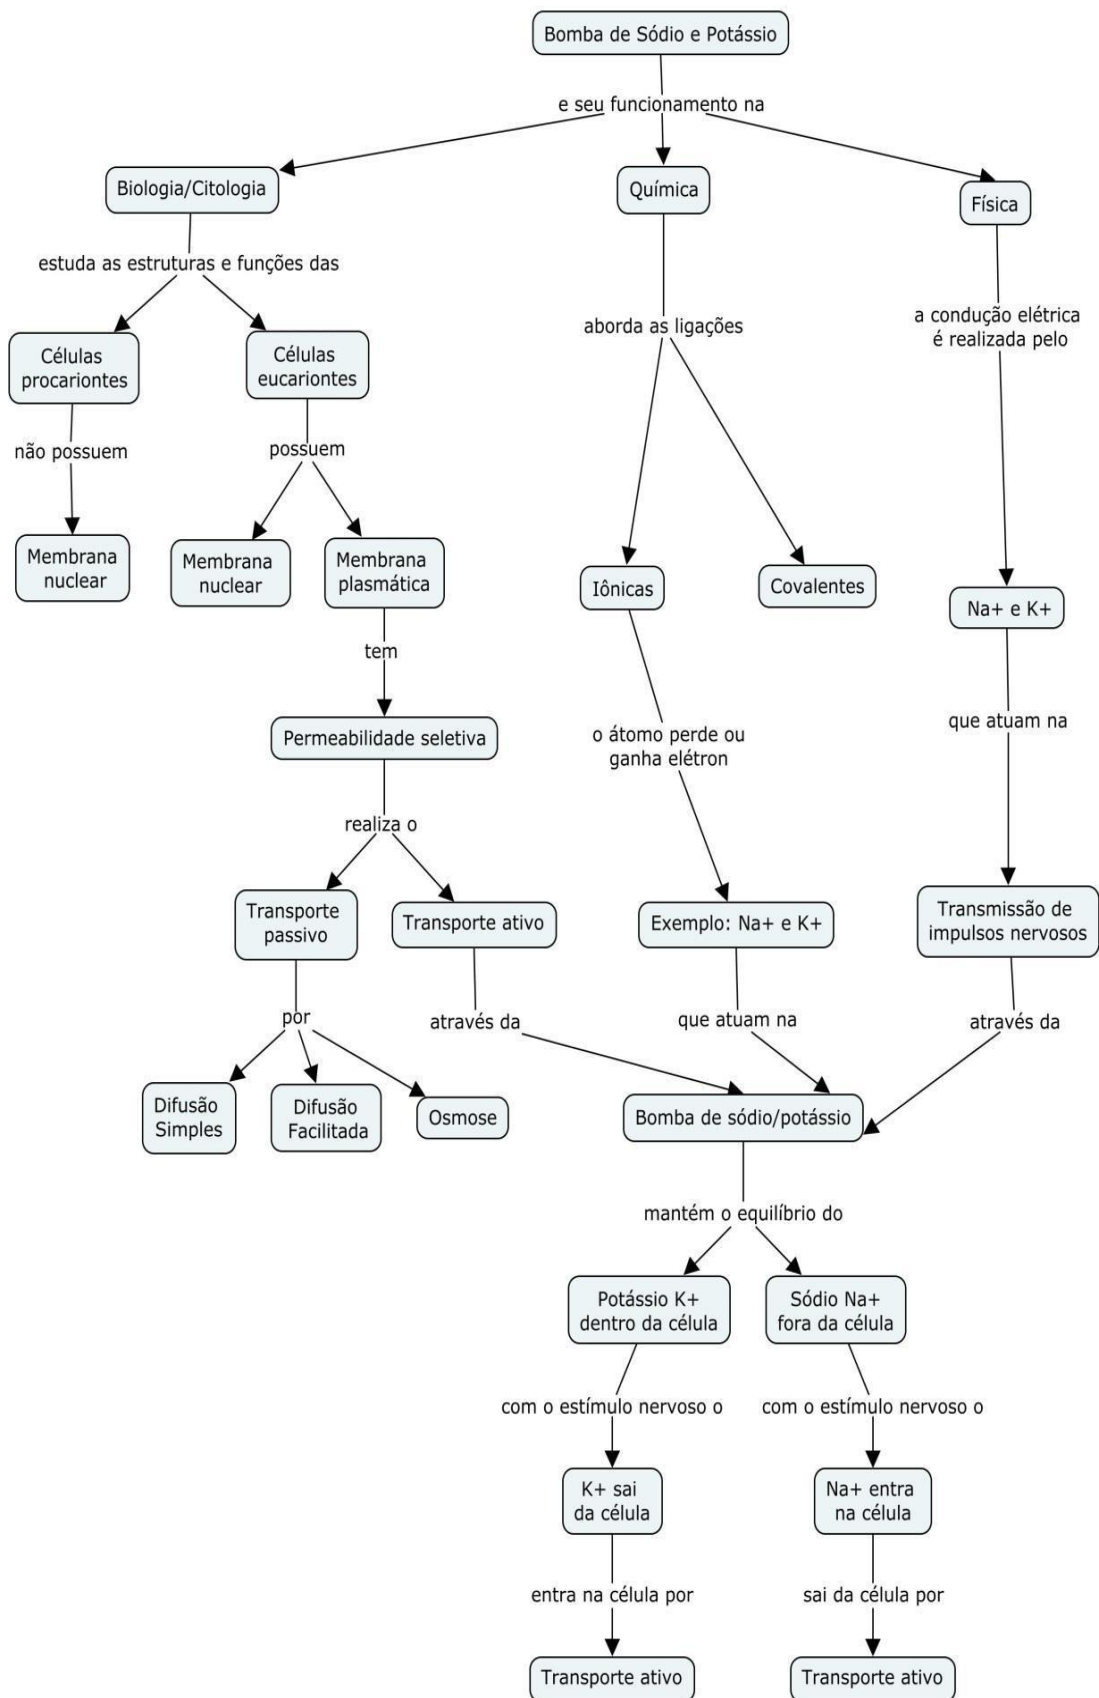 Bomba de Sódio e Potássio
e seu funcionamento na
Biologia/Citologia
Química
Física
estuda as estruturas e funções das
aborda as ligações
a condução elétrica
é realizada pelo
Células
procariontes
Células
eucariontes
não possuem
possuem
Membrana
nuclear
Membrana
nuclear
Membrana
plasmática
Iônicas
Covalentes
Na+ e K+
tem
Permeabilidade seletiva
o átomo perde ou
ganha elétron
que atuam na
realiza o
Transporte
passivo
Transporte ativo
Exemplo: Na+ e K+
Transmissão de
impulsos nervosos
por
através da
que atuam na
através da
Difusão
Simples
Difusão
Facilitada
Osmose
Bomba de sódio/potássio
mantém o equilíbrio do
Potássio K+
dentro da célula
Sódio Na+
fora da célula
com o estímulo nervoso o
com o estímulo nervoso o
K+ sai
da célula
Na+ entra
na célula
entra na célula por
sai da célula por
Transporte ativo
Transporte ativo